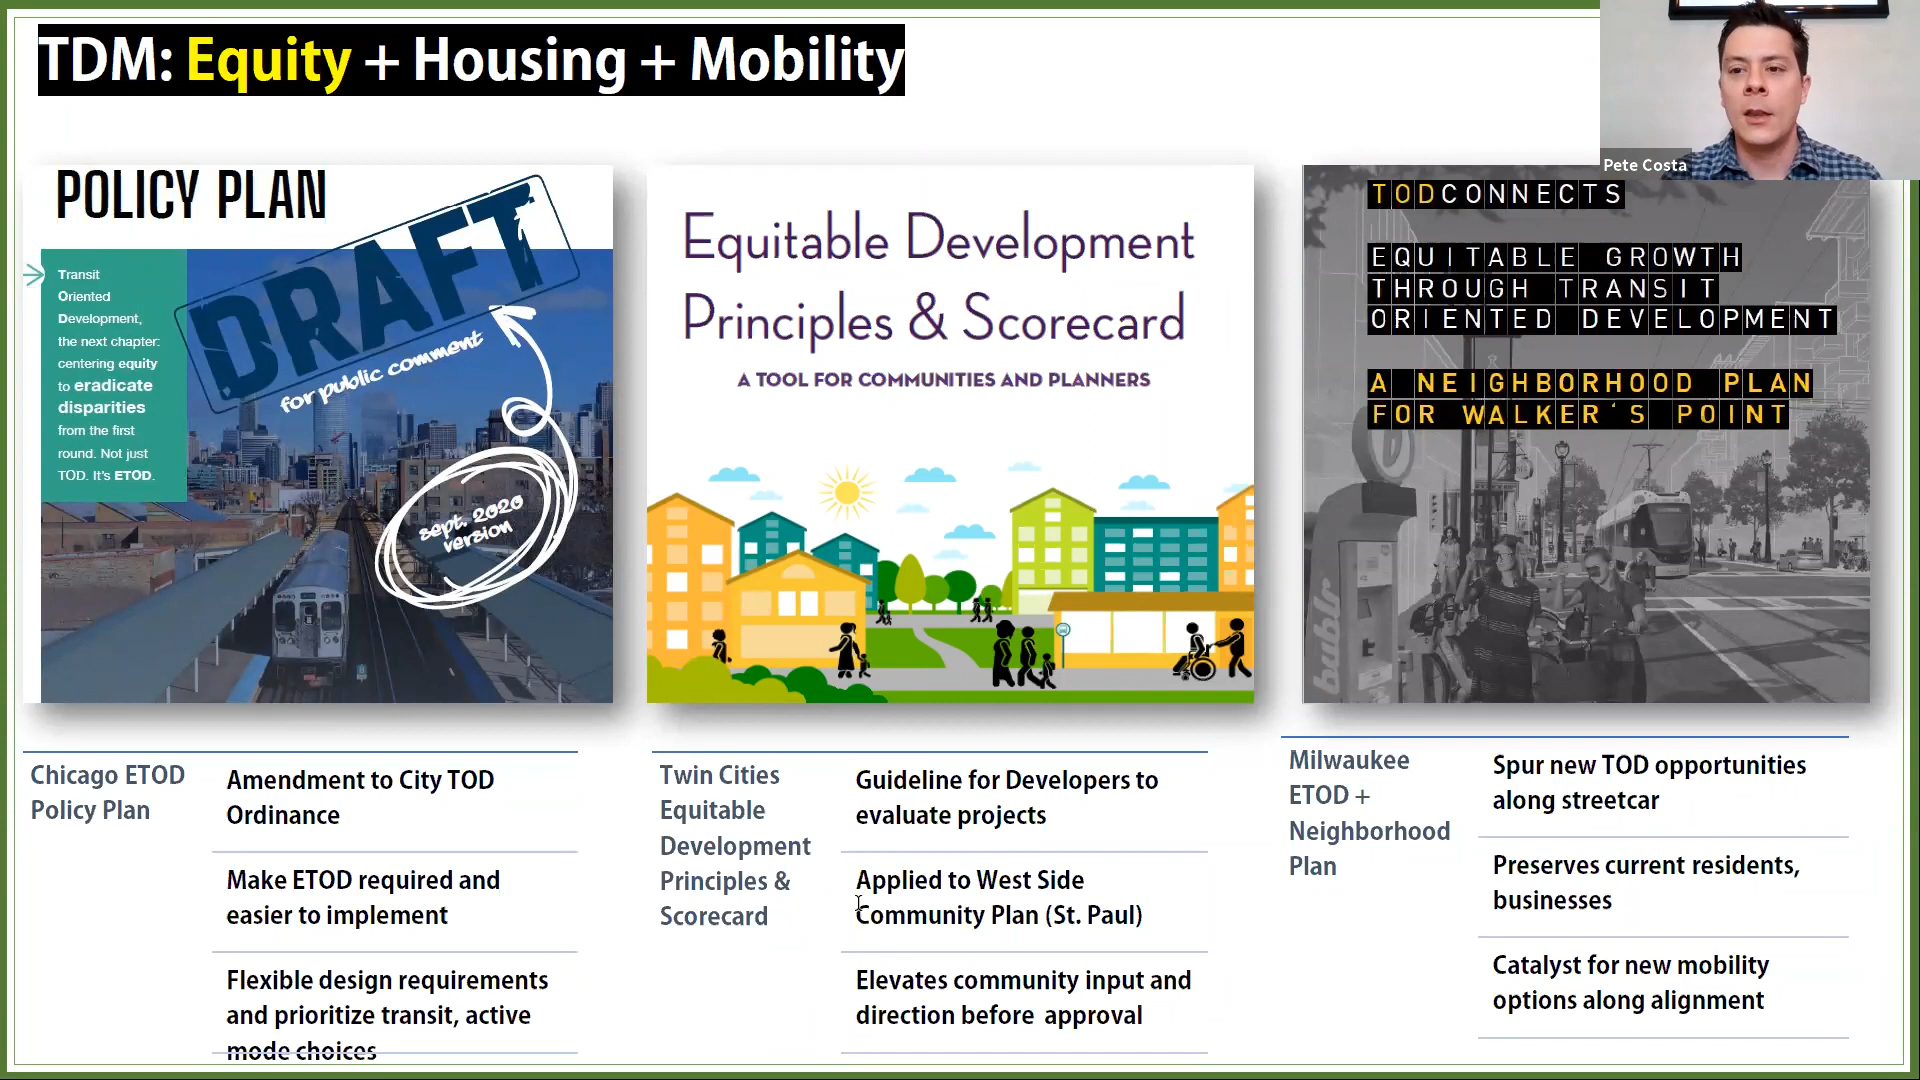 TDM: Equity + Housing + Mobility
Pete Costa
POLICY PLAN
Transit
Oriented
Development,
the next chapter:
centering equity
to eradicate
disparities
from the first
round. Not just
TOD. It's ETOD.
DRAFT
for public comment
sept. 2020
version
Equitable Development
Principles & Scorecard
A TOOL FOR COMMUNITIES AND PLANNERS
TODCONNECTS
EQUITABLE GROWTH
THROUGH TRANSIT
ORIENTED DEVELOPMENT
A NEIGHBORHOOD PLAN
FOR WALKER'S POINT
bublr
Chicago ETOD
Policy Plan
Amendment to City TOD
Ordinance
Make ETOD required and
easier to implement
Flexible design requirements
and prioritize transit, active
mode choices
Twin Cities
Equitable
Development
Principles &
Scorecard
Guideline for Developers to
evaluate projects
Applied to West Side
Community Plan (St. Paul)
Elevates community input and
direction before approval
Milwaukee
ETOD +
Neighborhood
Plan
Spur new TOD opportunities
along streetcar
Preserves current residents,
businesses
Catalyst for new mobility
options along alignment